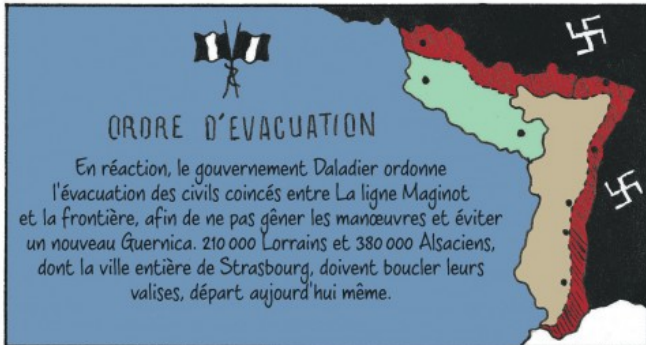 ORDRE D'EVACUATION
En réaction, le gouvernement Daladier ordonne
l'évacuation des civils coincés entre La ligne Maginot
et la frontière, afin de ne pas gêner les manœuvres et éviter
un nouveau Guernica. 210 000 Lorrains et 380 000 Alsaciens,
dont la ville entière de Strasbourg, doivent boucler leurs
valises, départ aujourd'hui même.